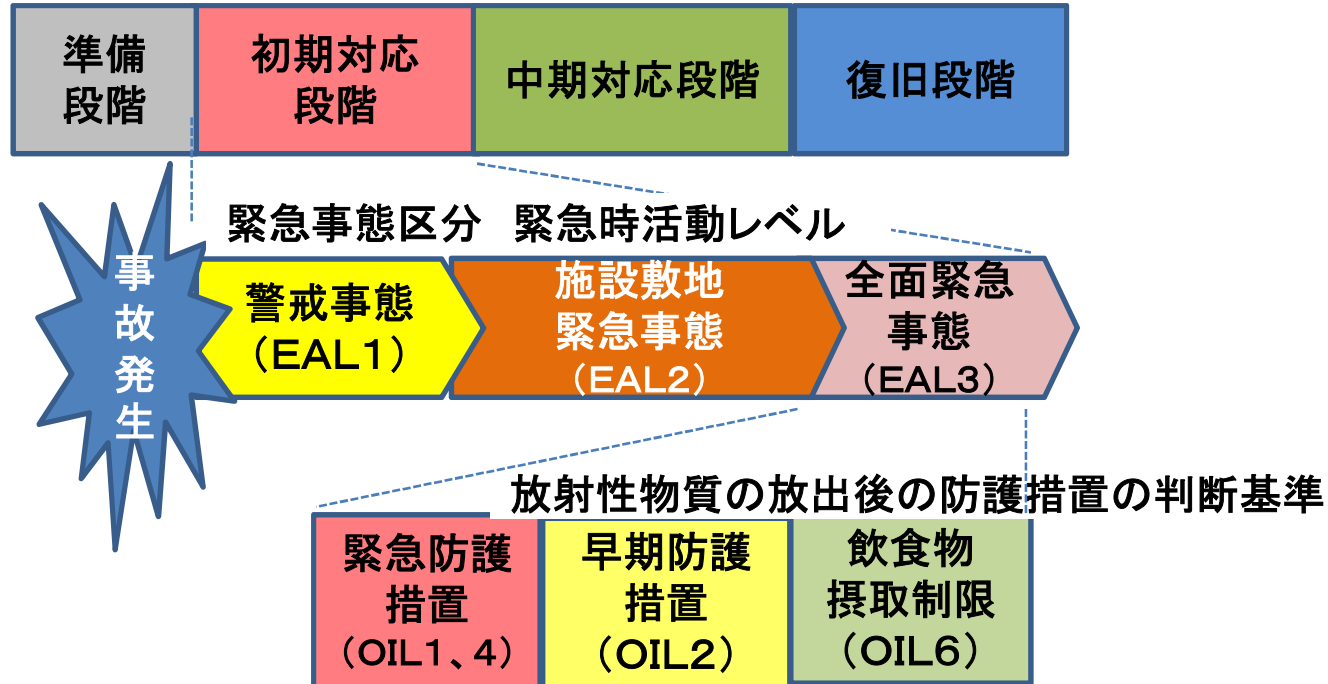 準備
段階
初期対応
段階
中期対応段階
復旧段階
緊急事態区分　緊急時活動レベル
事故発生
警戒事態
（EAL1）
施設敷地
緊急事態
（EAL2）
全面緊急
事態
（EAL3）
放射性物質の放出後の防護措置の判断基準
緊急防護
措置
（OIL1、4）
早期防護
措置
（OIL2）
飲食物
摂取制限
（OIL6）